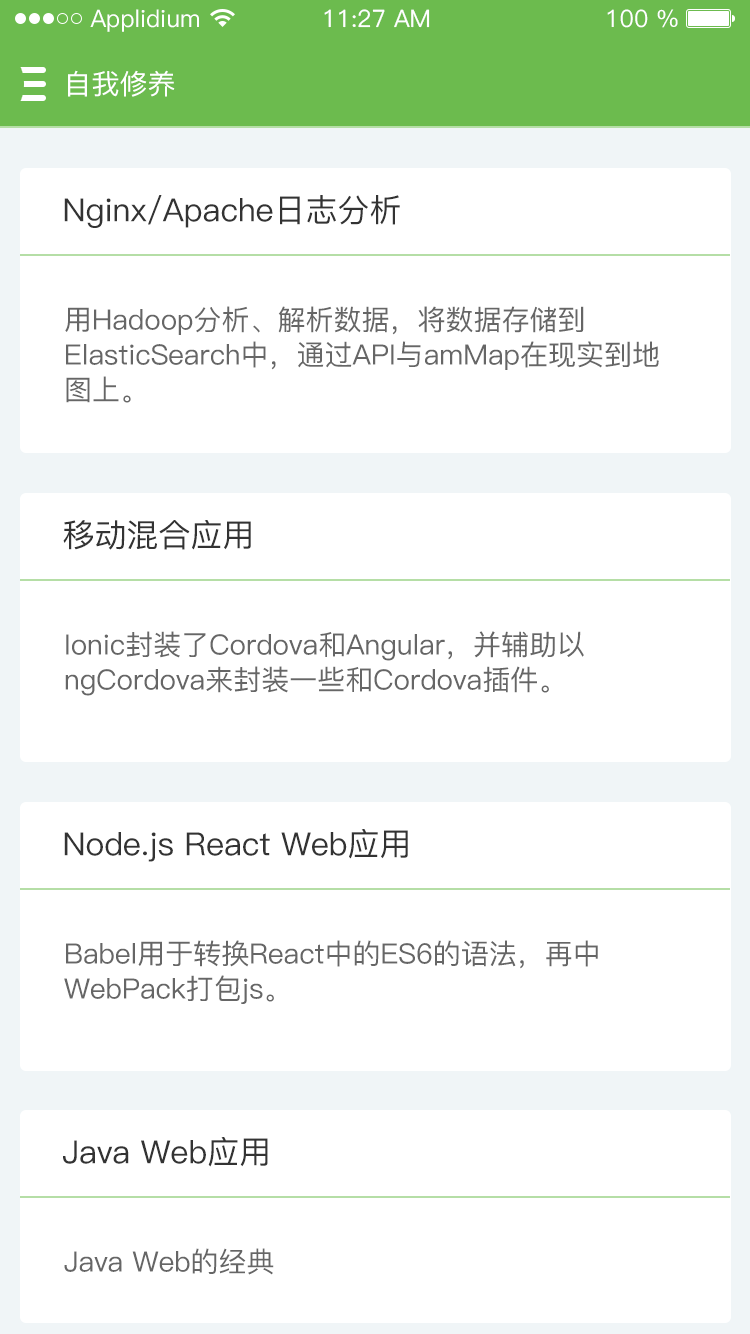 Applidium 11:27 AM 100 %
自我修养
Nginx/Apache日志分析
用Hadoop分析、解析数据，将数据存储到
ElasticSearch中，通过API与amMap在现实到地
图上。
移动混合应用
Ionic封装了Cordova和Angular，并辅助以
ngCordova来封装一些和Cordova插件。
Node.js React Web应用
Babel用于转换React中的ES6的语法，再中
WebPack打包js。
Java Web应用
Java Web的经典